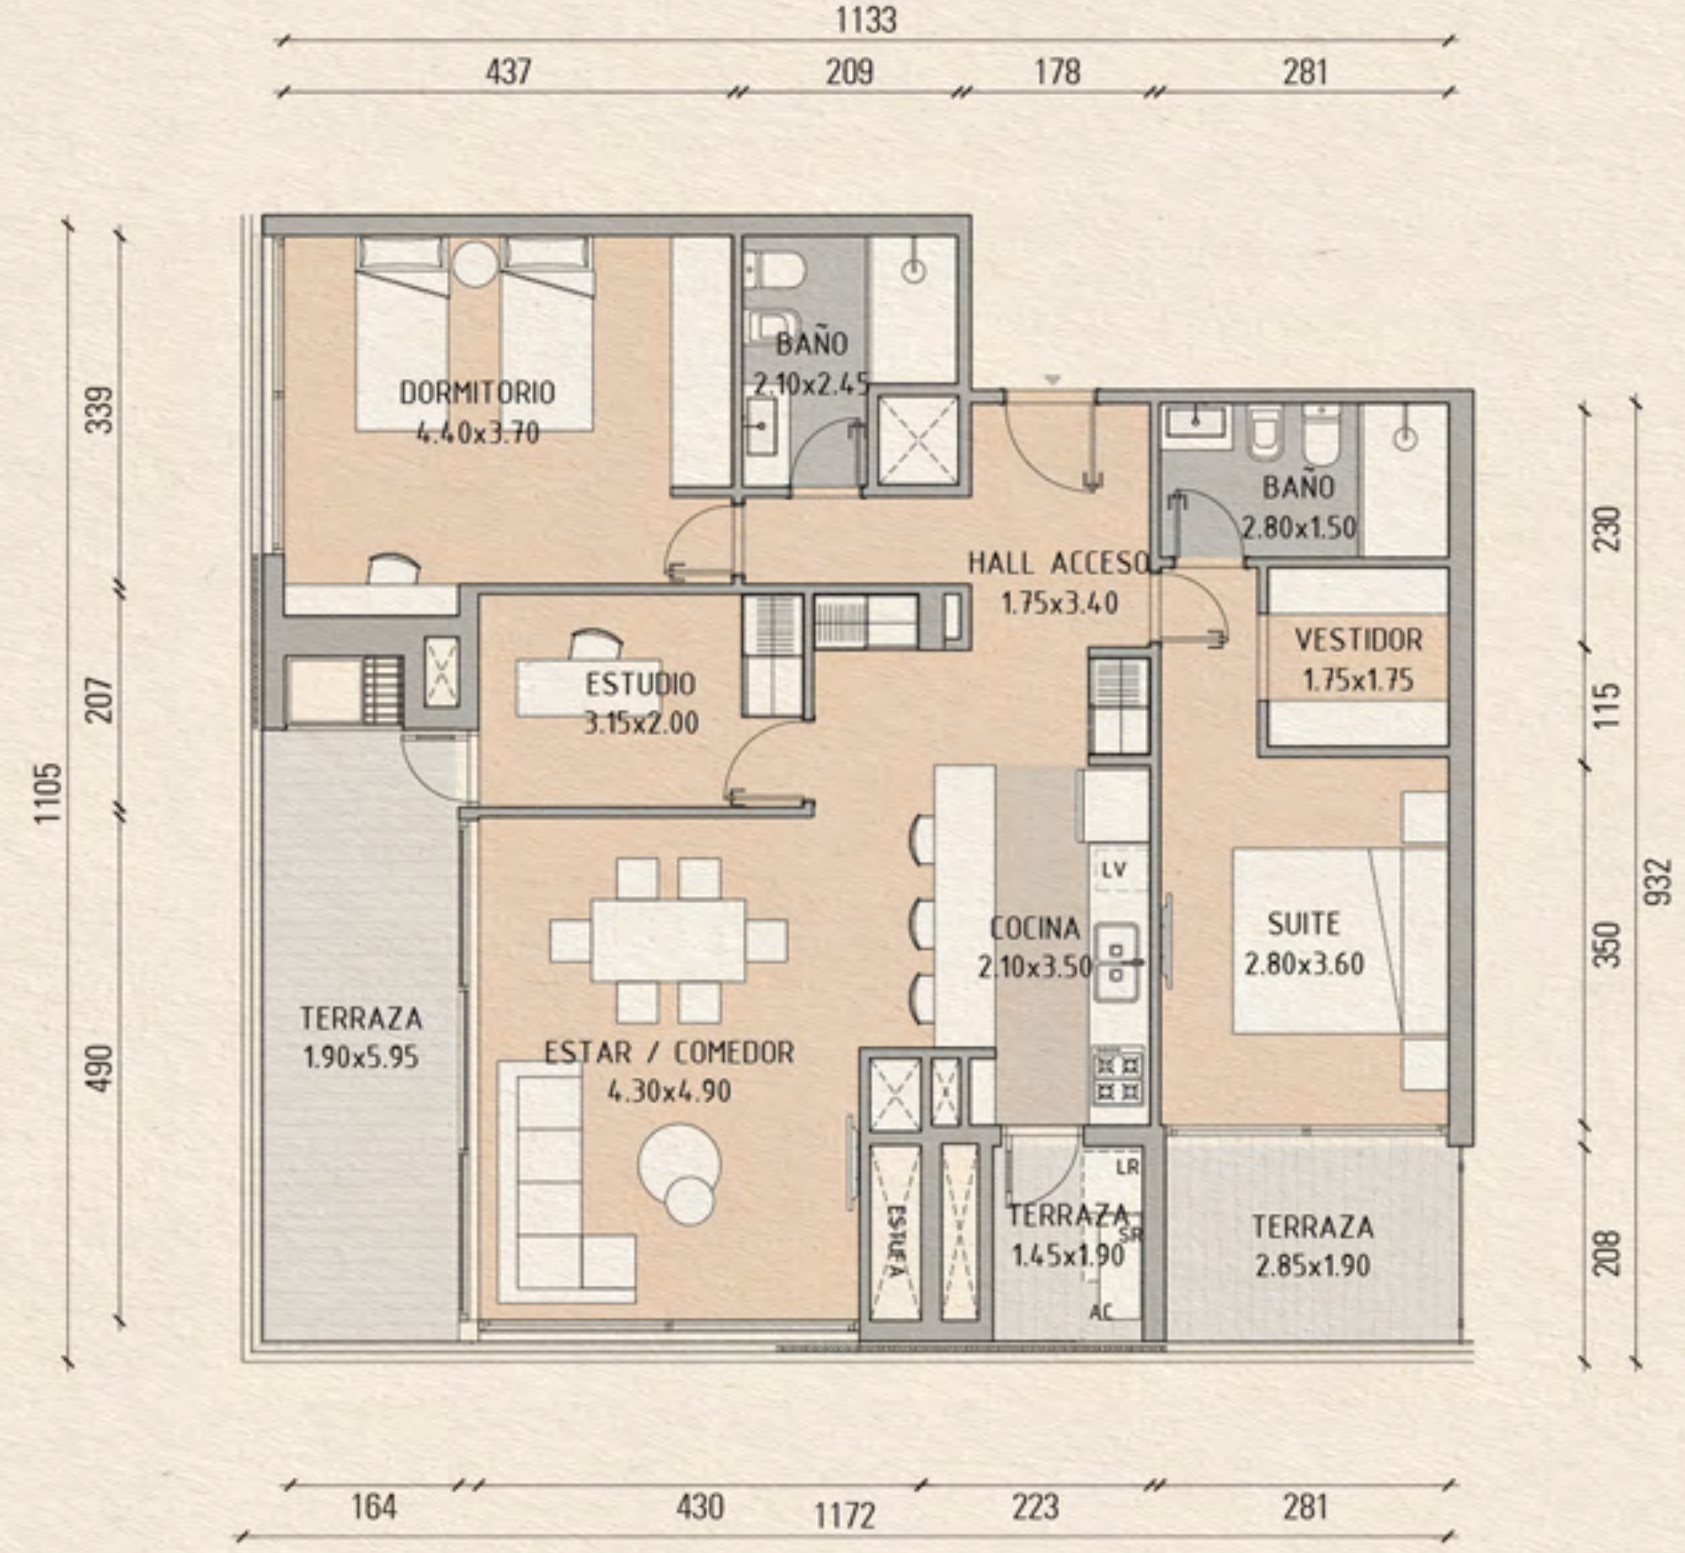 1133
437
209
178
281
339
207
1105
490
DORMITORIO
4.40x3.70
BAÑO
2.10x2.45
BAÑO
2.80x1.50
HALL ACCESO
1.75x3.40
VESTIDOR
1.75x1.75
ESTUDIO
3.15x2.00
LV
COCINA
2.10x3.50
SUITE
2.80x3.60
TERRAZA
1.90x5.95
ESTAR / COMEDOR
4.30x4.90
ESTUFA
LR
TERRAZA
SR
1.45x1.90
AC
TERRAZA
2.85x1.90
230
115
350
932
208
164
430
223
281
1172